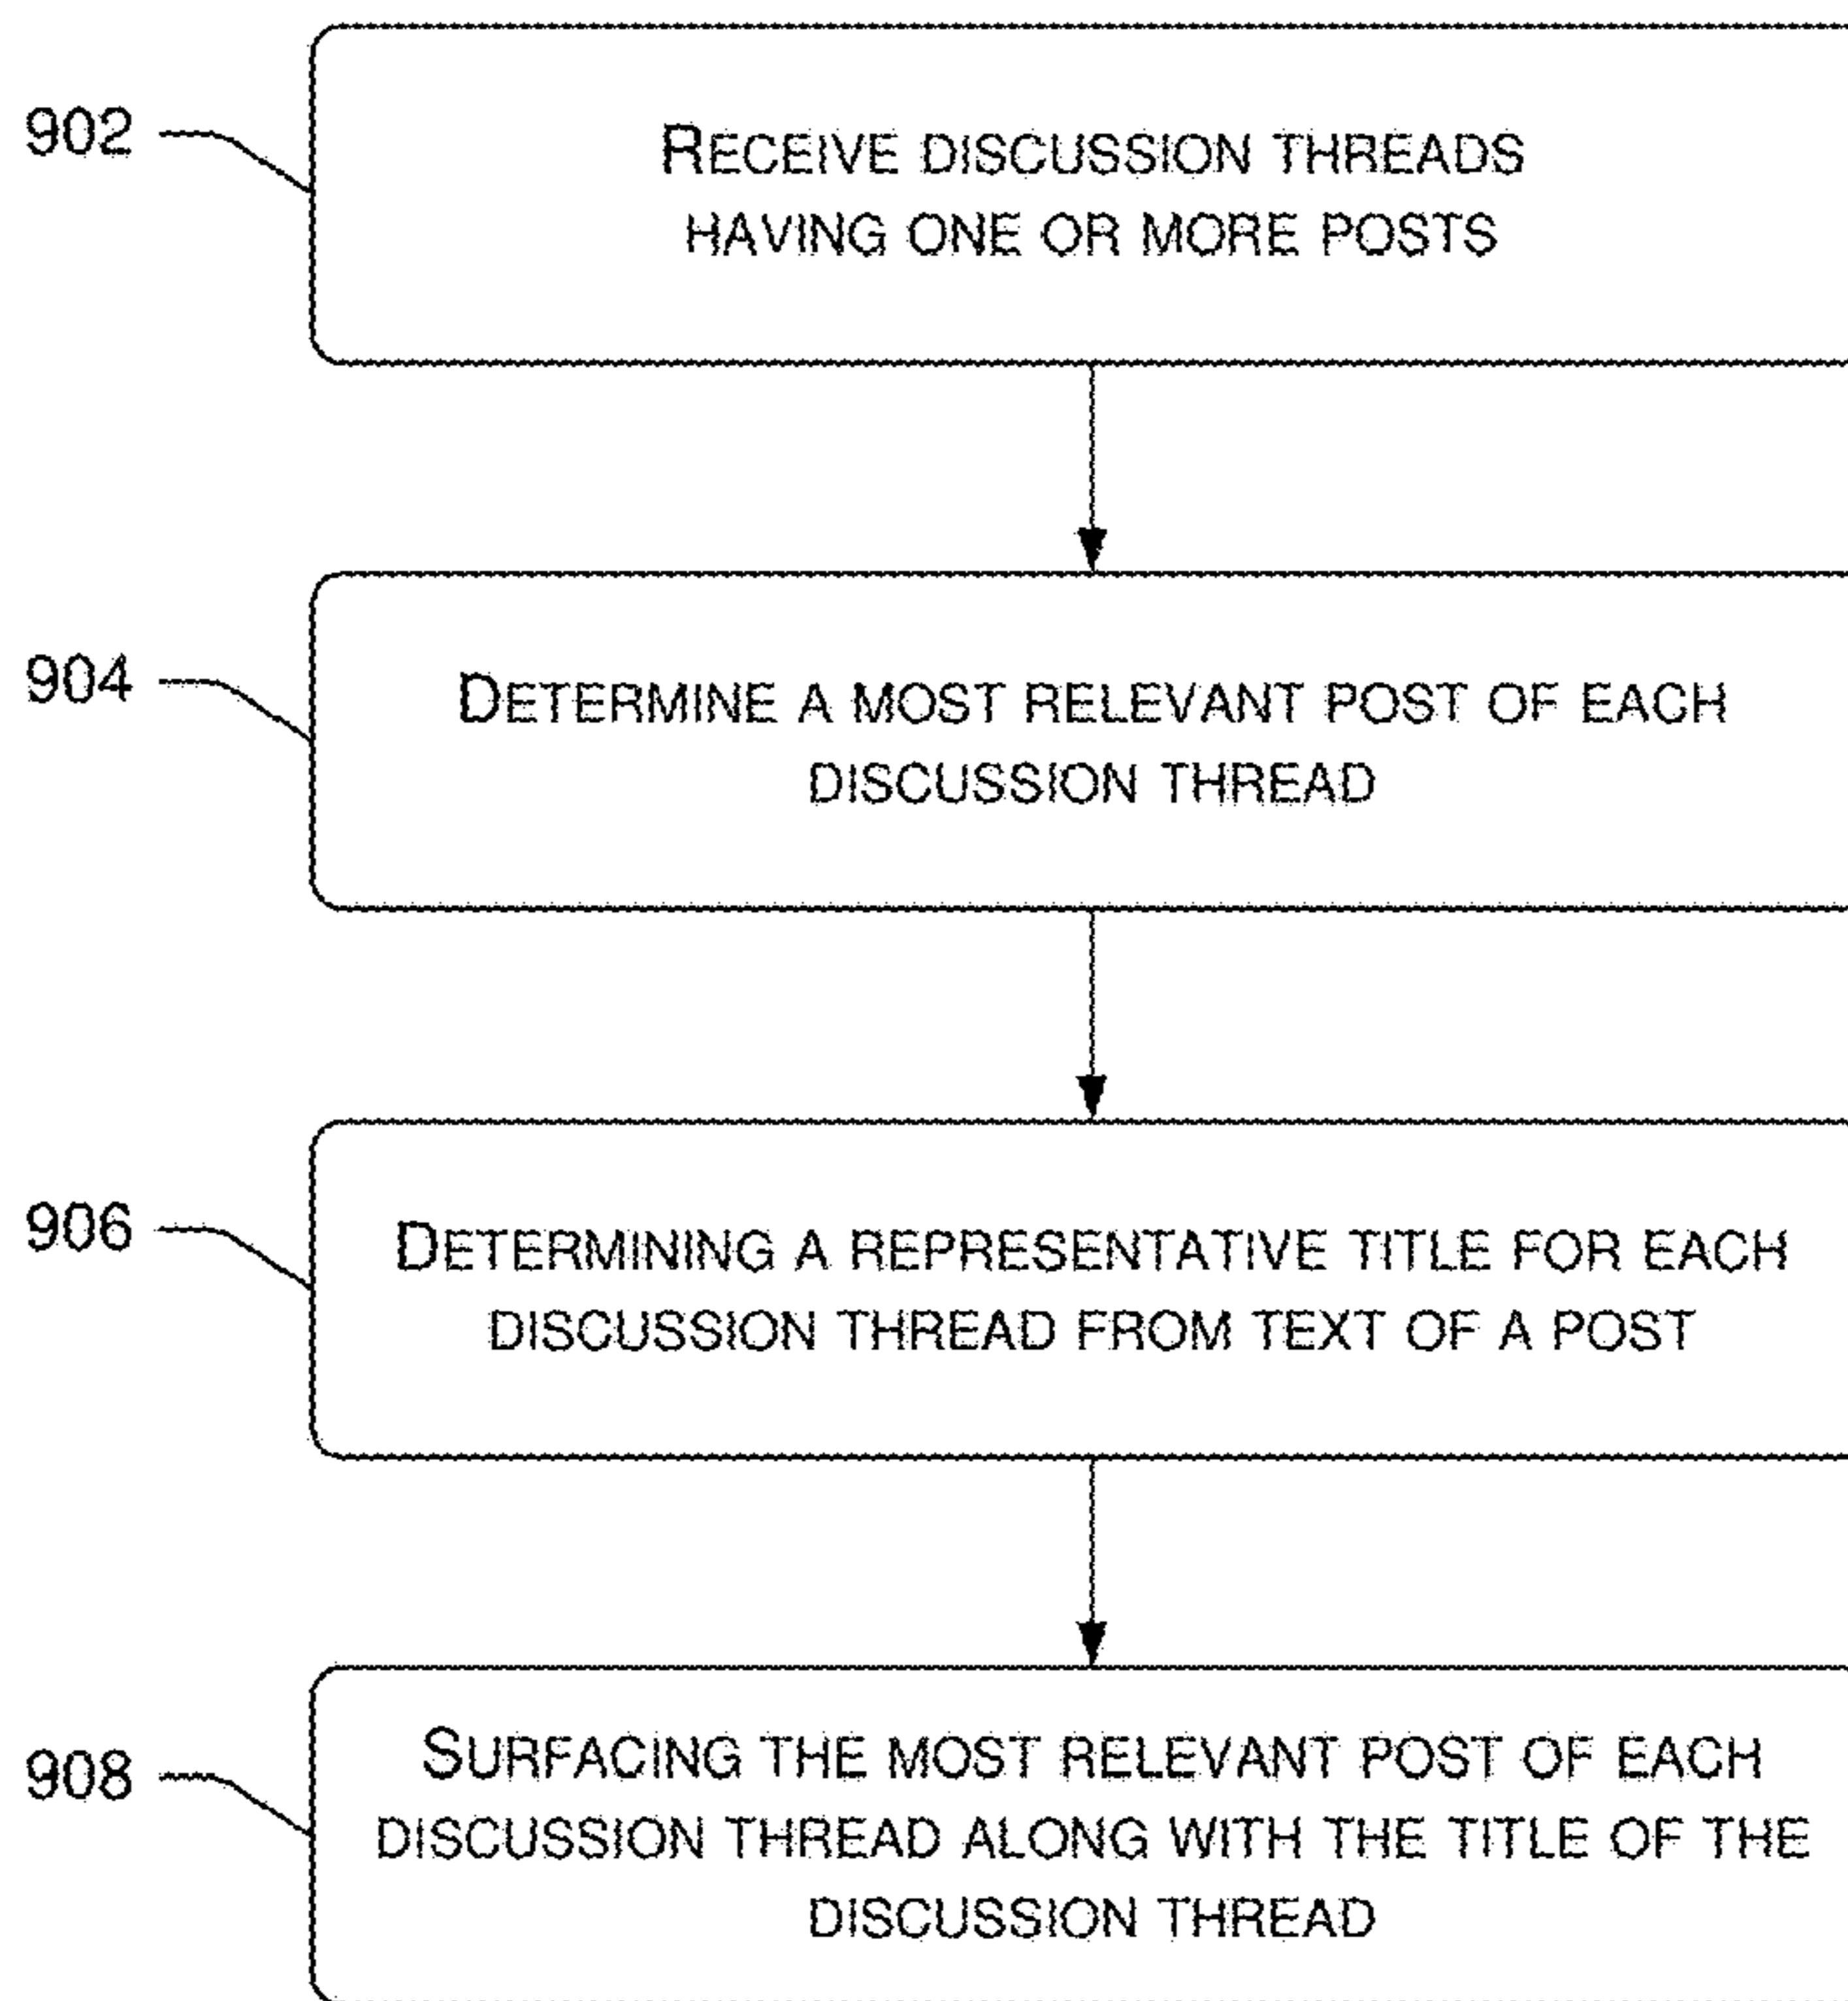 902
RECEIVE DISCUSSION THREADS
HAVING ONE OR MORE POSTS
904
DETERMINE A MOST RELEVANT POST OF EACH
DISCUSSION THREAD
906
DETERMINING A REPRESENTATIVE TITLE FOR EACH
DISCUSSION THREAD FROM TEXT OF A POST
908
SURFACING THE MOST RELEVANT POST OF EACH
DISCUSSION THREAD ALONG WITH THE TITLE OF THE
DISCUSSION THREAD